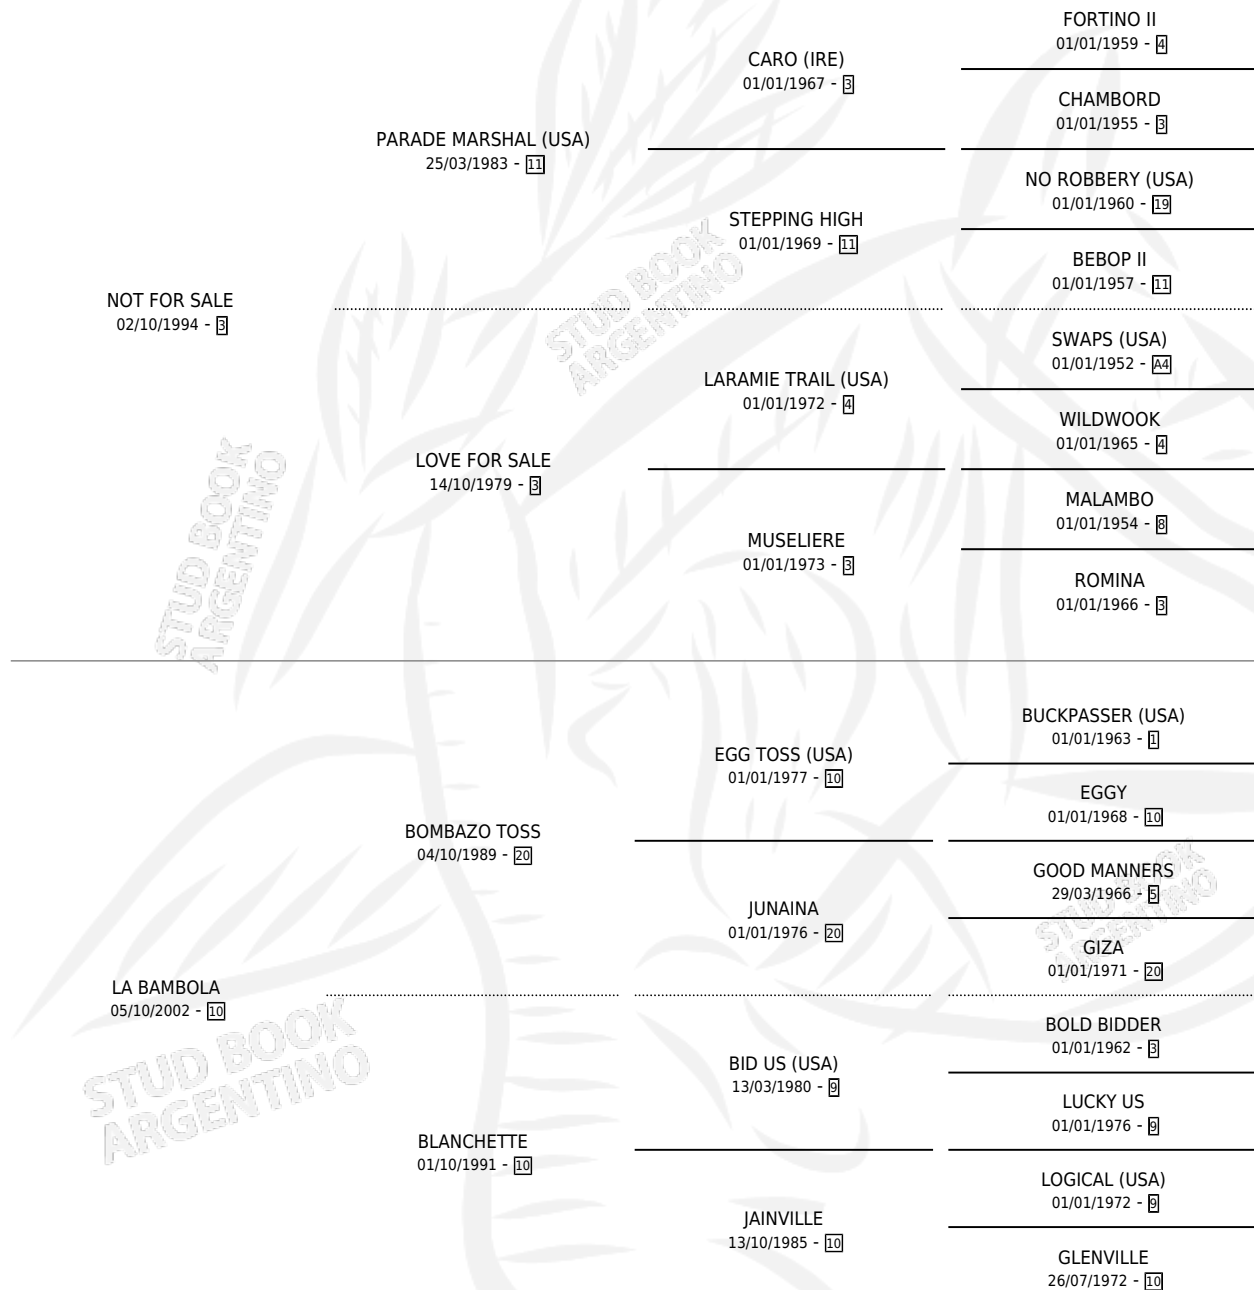 FORTINO II
01/01/1959 - 4
CARO (IRE)
01/01/1967 - 3
CHAMBORD
01/01/1955 - 3
PARADE MARSHAL (USA)
25/03/1983 - 11
NO ROBBERY (USA)
01/01/1960 - 19
STEPPING HIGH
01/01/1969 - 11
BEBOP II
01/01/1957 - 11
NOT FOR SALE
02/10/1994 - 3
SWAPS (USA)
01/01/1952 - A4
LARAMIE TRAIL (USA)
01/01/1972 - 4
WILDWOOK
01/01/1965 - 4
LOVE FOR SALE
14/10/1979 - 3
MALAMBO
01/01/1954 - 8
MUSELIERE
01/01/1973 - 3
ROMINA
01/01/1966 - 3
BUCKPASSER (USA)
01/01/1963 - 1
EGG TOSS (USA)
01/01/1977 - 10
EGGY
01/01/1968 - 10
BOMBAZO TOSS
04/10/1989 - 20
GOOD MANNERS
29/03/1966 - 5
JUNAINA
01/01/1976 - 20
GIZA
01/01/1971 - 20
LA BAMBOLA
05/10/2002 - 10
BOLD BIDDER
01/01/1962 - 3
BID US (USA)
13/03/1980 - 9
LUCKY US
01/01/1976 - 9
BLANCHETTE
01/10/1991 - 10
LOGICAL (USA)
01/01/1972 - 9
JAINVILLE
13/10/1985 - 10
GLENVILLE
26/07/1972 - 10
STUD BOOK
ARGENTINO
STUD BOOK
ARGENTINO
STUD BOOK
ARGENTINO
STUD BOOK
ARGENTINO